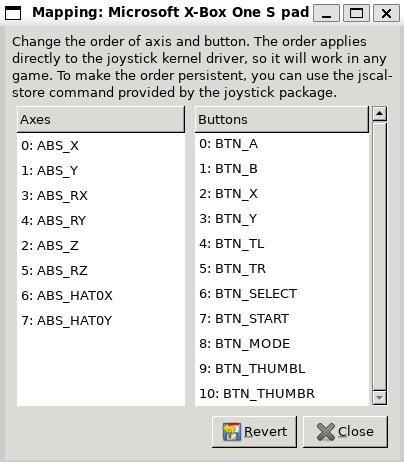 Mapping: Microsoft X-Box One S pad
Change the order of axis and button. The order applies
directly to the joystick kernel driver, so it will work in any
game. To make the order persistent, you can use the jscal-
store command provided by the joystick package.
Axes
0: ABS_X
1: ABS_Y
3: ABS_RX
4: ABS_RY
2: ABS_Z
5: ABS_RZ
6: ABS_HAT0X
7: ABS_HAT0Y
Buttons
0: BTN_A
1: BTN_B
2: BTN_X
3: BTN_Y
4: BTN_TL
5: BTN_TR
6: BTN_SELECT
7: BTN_START
8: BTN_MODE
9: BTN_THUMBL
10: BTN_THUMBR
Revert
Close